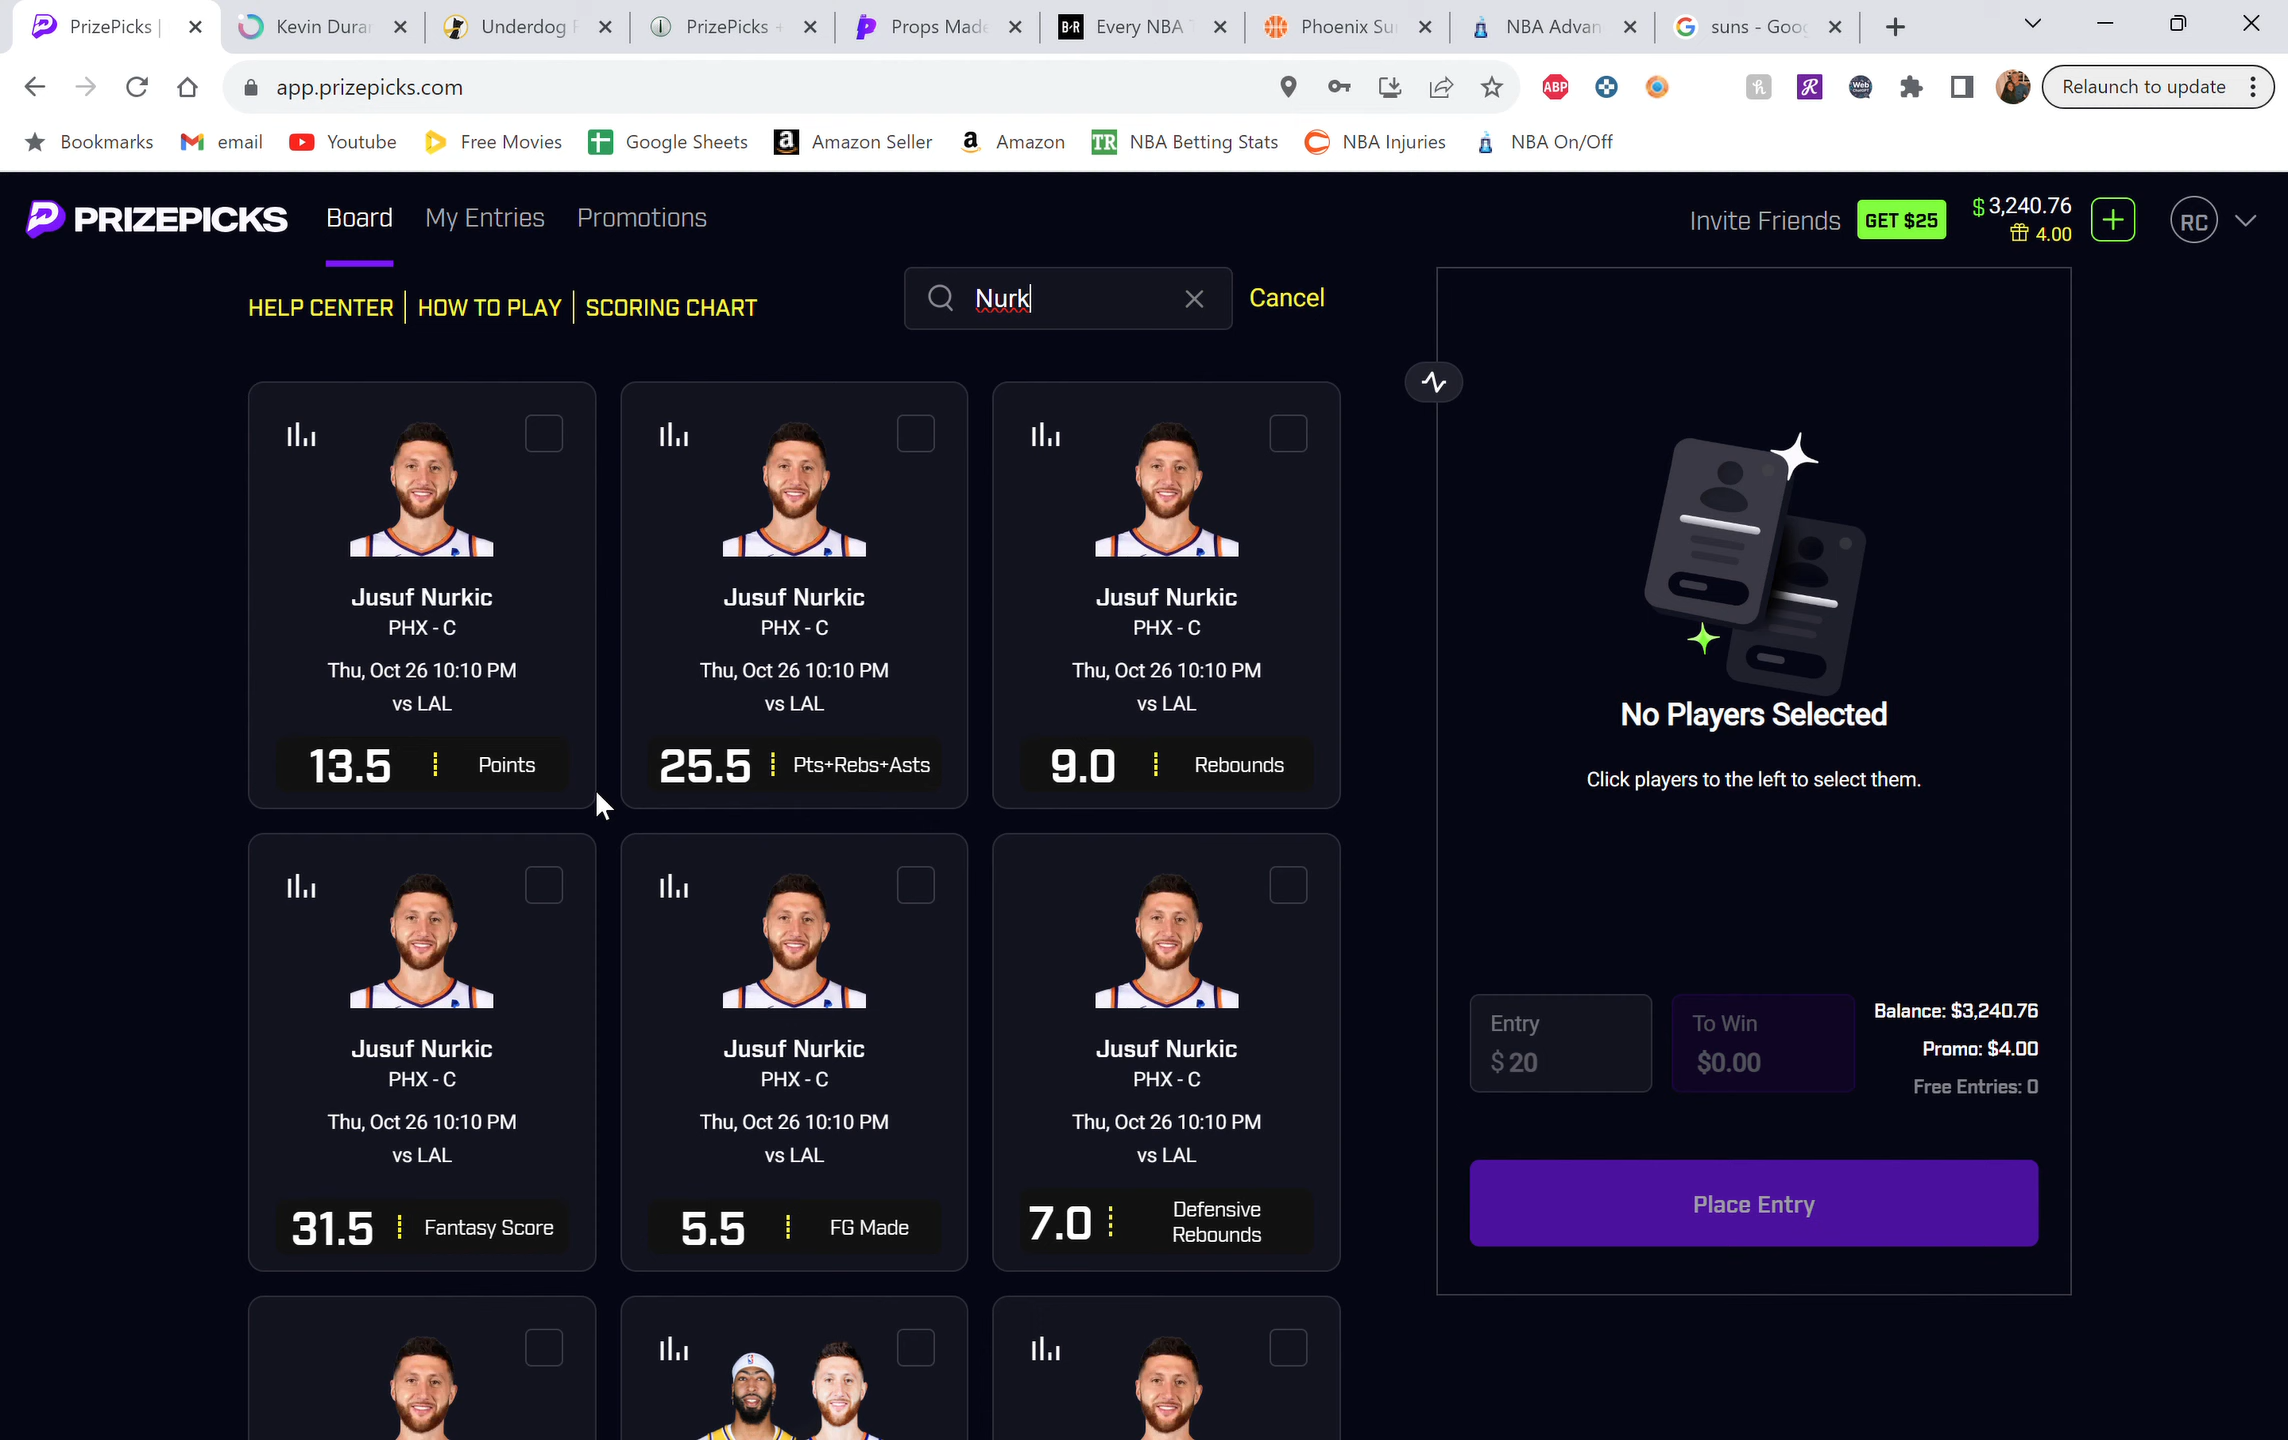 PrizePicks |
Kevin Duran
Underdog F
PrizePicks +
Props Made
B/R
Every NBA T
Phoenix Sun
NBA Advan
suns - Goog
app.prizepicks.com
ABP
Relaunch to update
Bookmarks
email
Youtube
Free Movies
Google Sheets
Amazon Seller
Amazon
TR
NBA Betting Stats
NBA Injuries
NBA On/Off
PRIZEPICKS
Board
My Entries
Promotions
Invite Friends
GET $25
$ 3,240.76
4.00
RC
HELP CENTER
HOW TO PLAY
SCORING CHART
Nurk
Cancel
Jusuf Nurkic
PHX - C
Thu, Oct 26 10:10 PM
vs LAL
13.5 Points
Jusuf Nurkic
PHX - C
Thu, Oct 26 10:10 PM
vs LAL
25.5 Pts+Rebs+Asts
Jusuf Nurkic
PHX - C
Thu, Oct 26 10:10 PM
vs LAL
9.0 Rebounds
Jusuf Nurkic
PHX - C
Thu, Oct 26 10:10 PM
vs LAL
31.5 Fantasy Score
Jusuf Nurkic
PHX - C
Thu, Oct 26 10:10 PM
vs LAL
5.5 FG Made
Jusuf Nurkic
PHX - C
Thu, Oct 26 10:10 PM
vs LAL
7.0 Defensive
Rebounds
No Players Selected
Click players to the left to select them.
Entry
$ 20
To Win
$0.00
Balance: $3,240.76
Promo: $4.00
Free Entries: 0
Place Entry